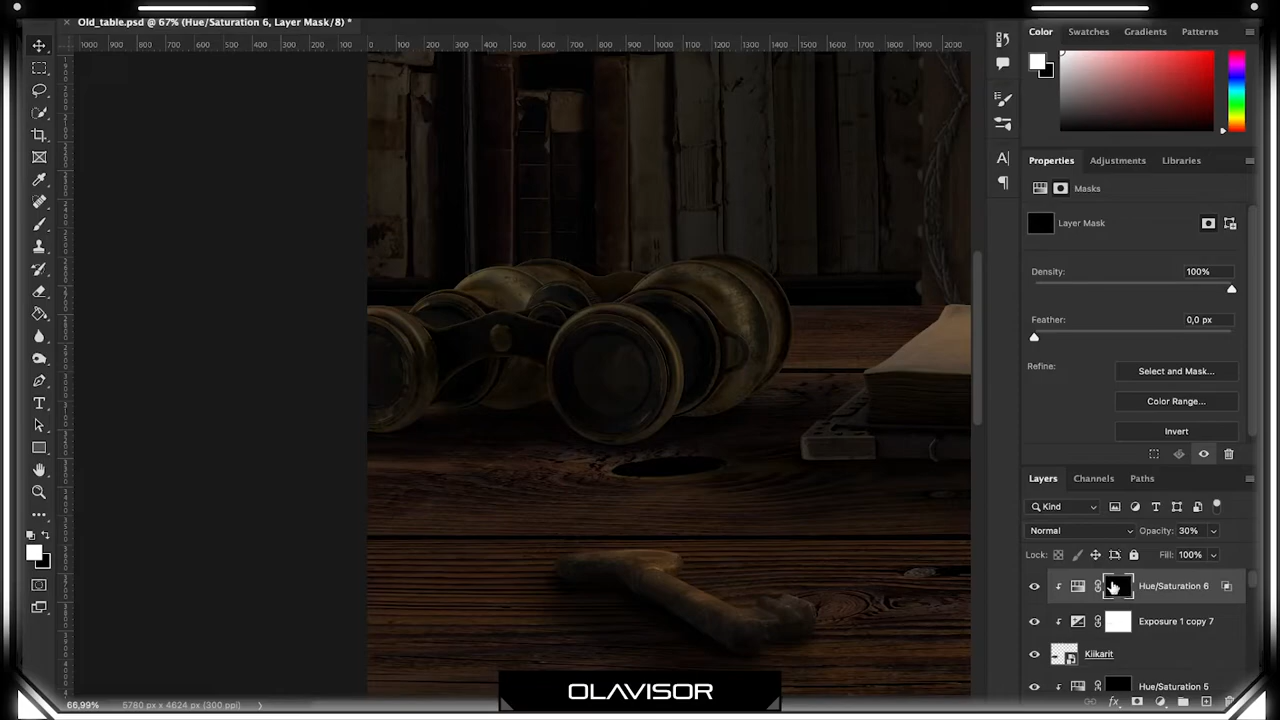 × Old_table.psd @ 67% (Hue/Saturation 6, Layer Mask/8) *
1000 900 800 700 600 500 400 300 200 100 0 100 200 300 400 500 600 700 800 900 1000 1100 1200 1300 1400 1500 1600 1700 1800 1900 2000
Color Swatches Gradients Patterns
Properties Adjustments Libraries
Masks
Layer Mask
Density: 100%
Feather: 0,0 px
Refine: Select and Mask...
Color Range...
Invert
Layers Channels Paths
Kind
Normal Opacity: 30%
Lock: Fill: 100%
Hue/Saturation 6
Exposure 1 copy 7
Kiikarit
Hue/Saturation 5
fx
66,99% 5780 px x 4624 px (300 ppi)
OLAVISOR